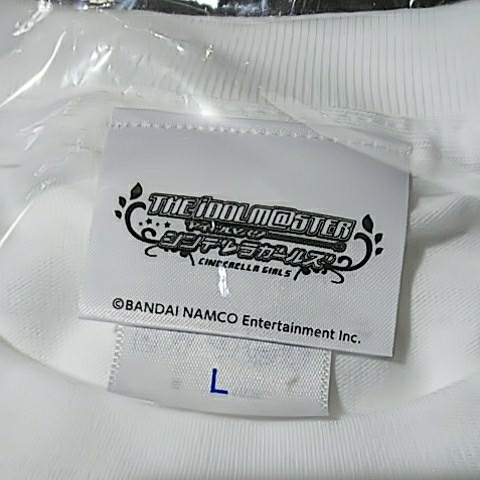 THE iDOLM@STER
アイドルマスター
シンデレラガールズ
CINDERELLA GIRLS
©BANDAI NAMCO Entertainment Inc.
L